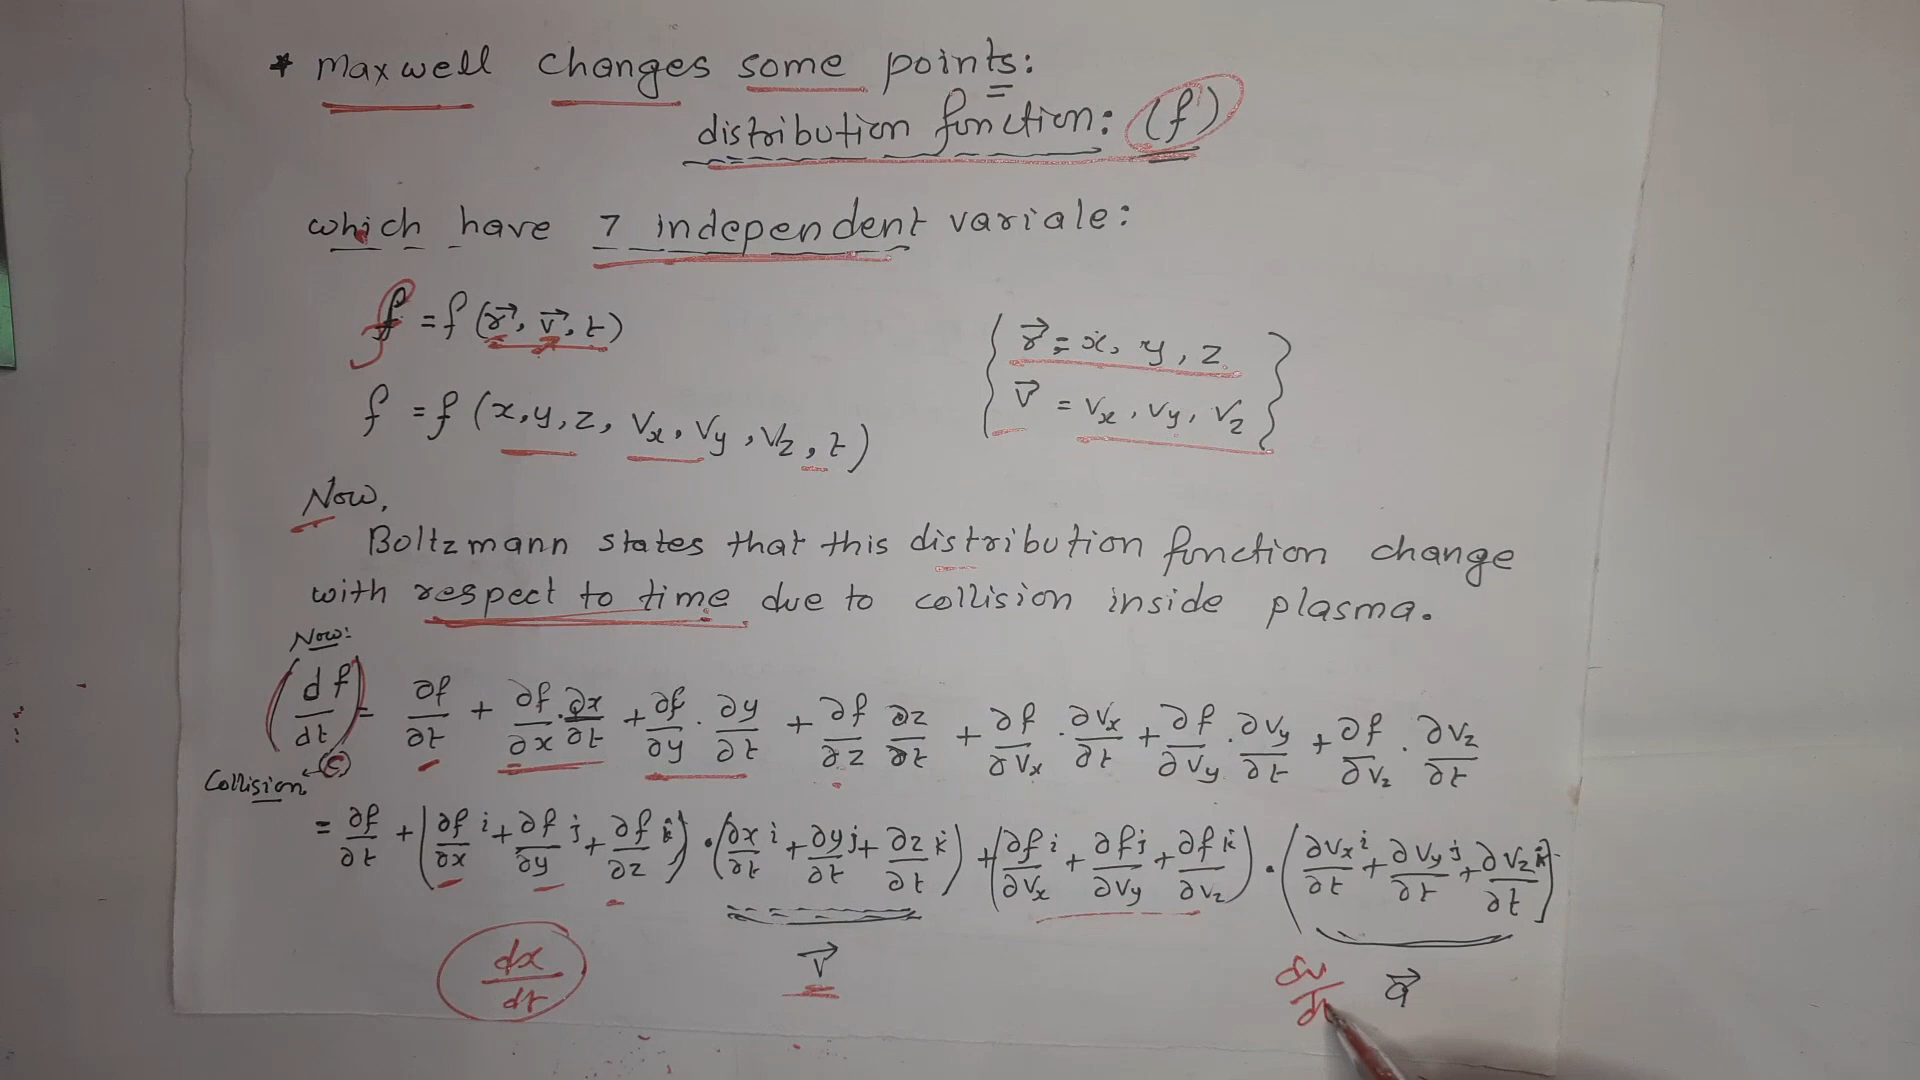 * maxwell changes some points:
distribution function: (f)
which have 7 independent variale:
f = f (r⃗, v⃗, t)
{ r⃗ = x, y, z.
f = f (x, y, z, Vx, Vy, Vz, t)
v⃗ = Vx, Vy, Vz }
Now,
Boltzmann states that this distribution function change
with respect to time due to collision inside plasma.
Now:
(df/dt)c = ∂f/∂t + ∂f/∂x · ∂x/∂t + ∂f/∂y · ∂y/∂t + ∂f/∂z ∂z/∂t + ∂f/∂Vx · ∂Vx/∂t + ∂f/∂Vy · ∂Vy/∂t + ∂f/∂Vz · ∂Vz/∂t
Collision
= ∂f/∂t + (∂f/∂x i + ∂f/∂y j + ∂f/∂z k) · (∂x/∂t i + ∂y/∂t j + ∂z/∂t k) + (∂f/∂Vx i + ∂f/∂Vy j + ∂f/∂Vz k) · (∂Vx/∂t i + ∂Vy/∂t j + ∂Vz/∂t k)
dx/dt v⃗ dv/dt a⃗